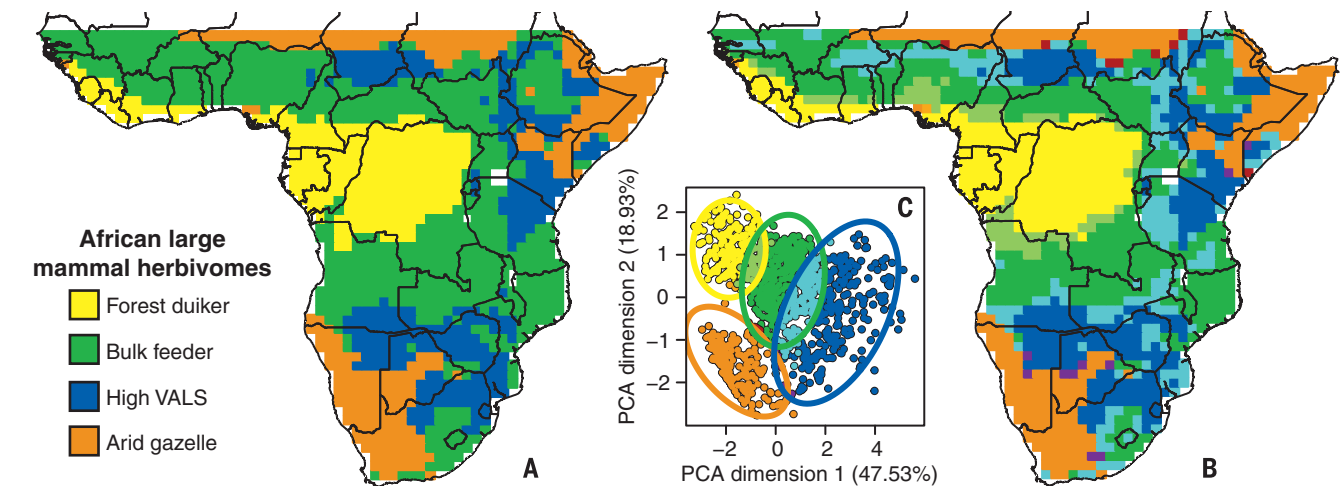 African large
mammal herbivomes
Forest duiker
Bulk feeder
High VALS
Arid gazelle
A
PCA dimension 2 (18.93%)
2
1
0
−1
−2
C
−2 0 2 4
PCA dimension 1 (47.53%)
B